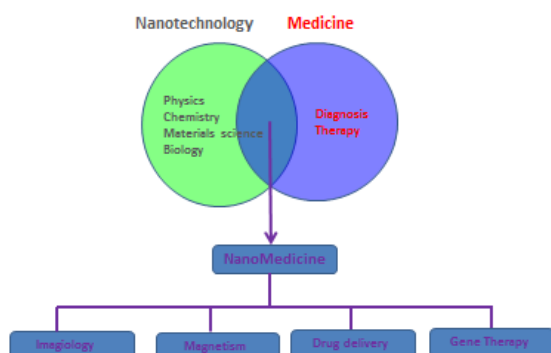 Nanotechnology Medicine
Physics
Chemistry
Materials science
Biology
Diagnosis
Therapy
NanoMedicine
Imagiology
Magnetism
Drug delivery
Gene Therapy